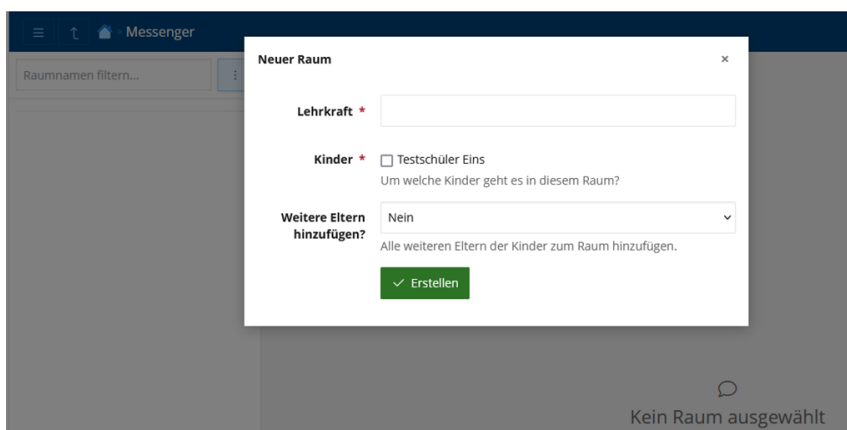 Messenger
Raumnamen filtern...
Neuer Raum
Lehrkraft *
Kinder * Testschüler Eins
Um welche Kinder geht es in diesem Raum?
Weitere Eltern hinzufügen? Nein
Alle weiteren Eltern der Kinder zum Raum hinzufügen.
Erstellen
Kein Raum ausgewählt